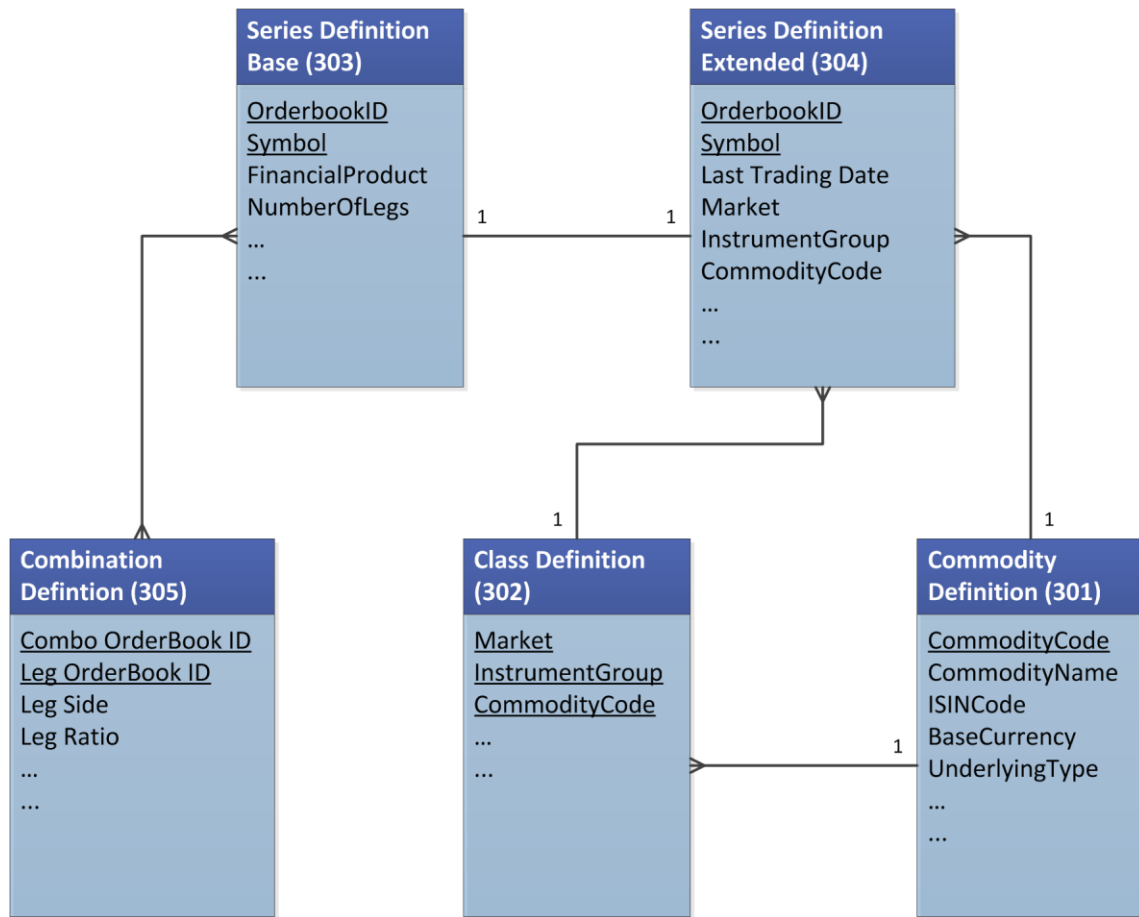 Series Definition
Base (303)
OrderbookID
Symbol
FinancialProduct
NumberOfLegs
...
...
Series Definition
Extended (304)
OrderbookID
Symbol
Last Trading Date
Market
InstrumentGroup
CommodityCode
...
...
1
1
1
1
Combination
Defintion (305)
Combo OrderBook ID
Leg OrderBook ID
Leg Side
Leg Ratio
...
...
Class Definition
(302)
Market
InstrumentGroup
CommodityCode
...
...
1
Commodity
Definition (301)
CommodityCode
CommodityName
ISINCode
BaseCurrency
UnderlyingType
...
...